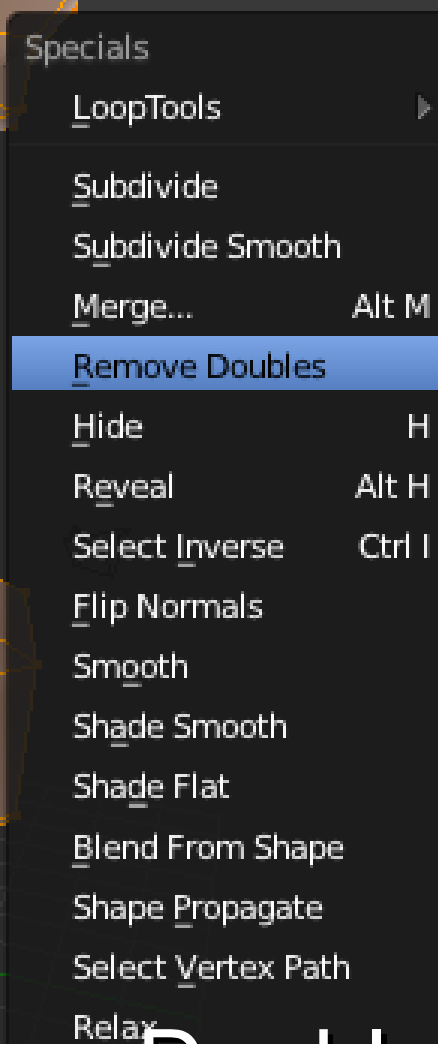 Specials
LoopTools
Subdivide
Subdivide Smooth
Merge... Alt M
Remove Doubles
Hide H
Reveal Alt H
Select Inverse Ctrl I
Flip Normals
Smooth
Shade Smooth
Shade Flat
Blend From Shape
Shape Propagate
Select Vertex Path
Relax